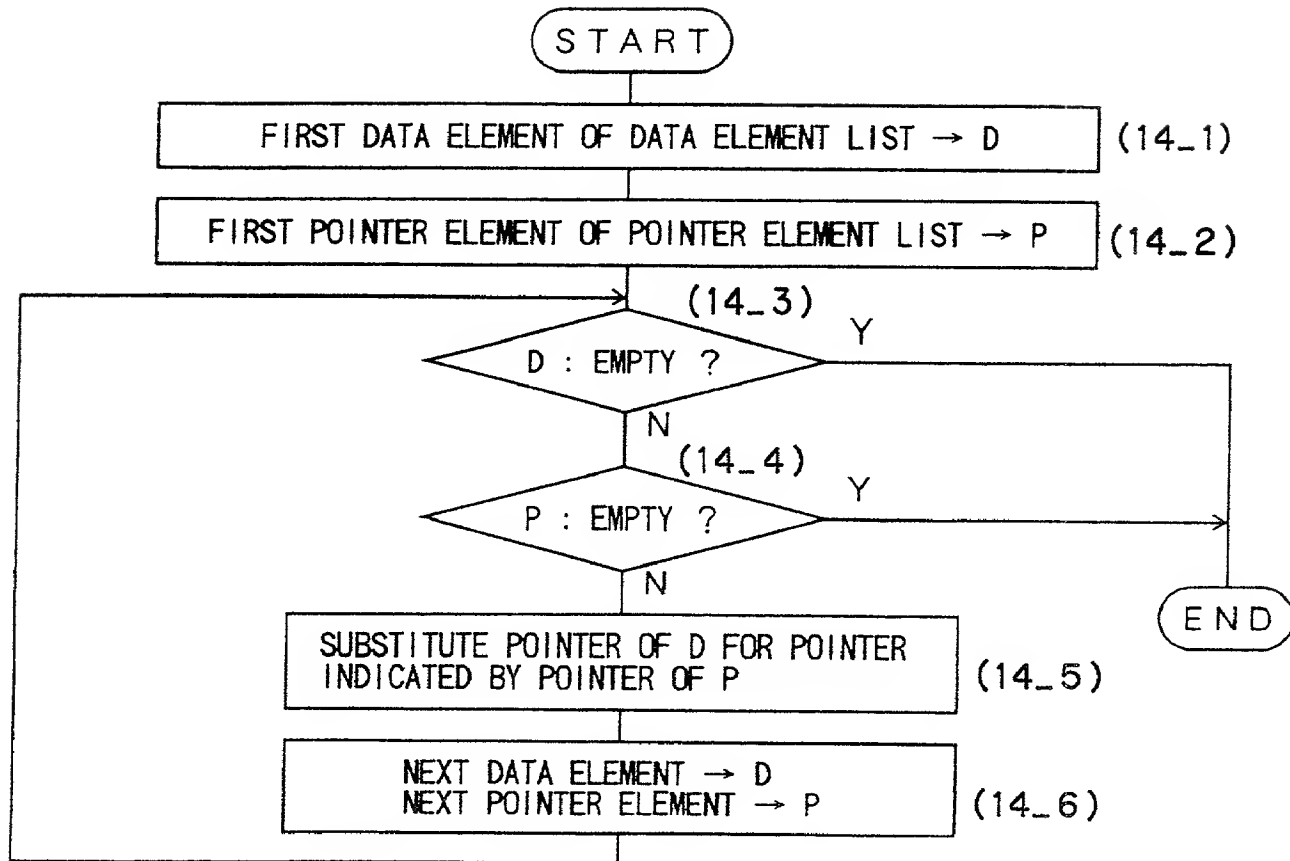 START
FIRST DATA ELEMENT OF DATA ELEMENT LIST → D
(14_1)
FIRST POINTER ELEMENT OF POINTER ELEMENT LIST → P
(14_2)
(14_3)
D : EMPTY ?
Y
N
(14_4)
P : EMPTY ?
Y
N
SUBSTITUTE POINTER OF D FOR POINTER
INDICATED BY POINTER OF P
(14_5)
END
NEXT DATA ELEMENT → D
NEXT POINTER ELEMENT → P
(14_6)